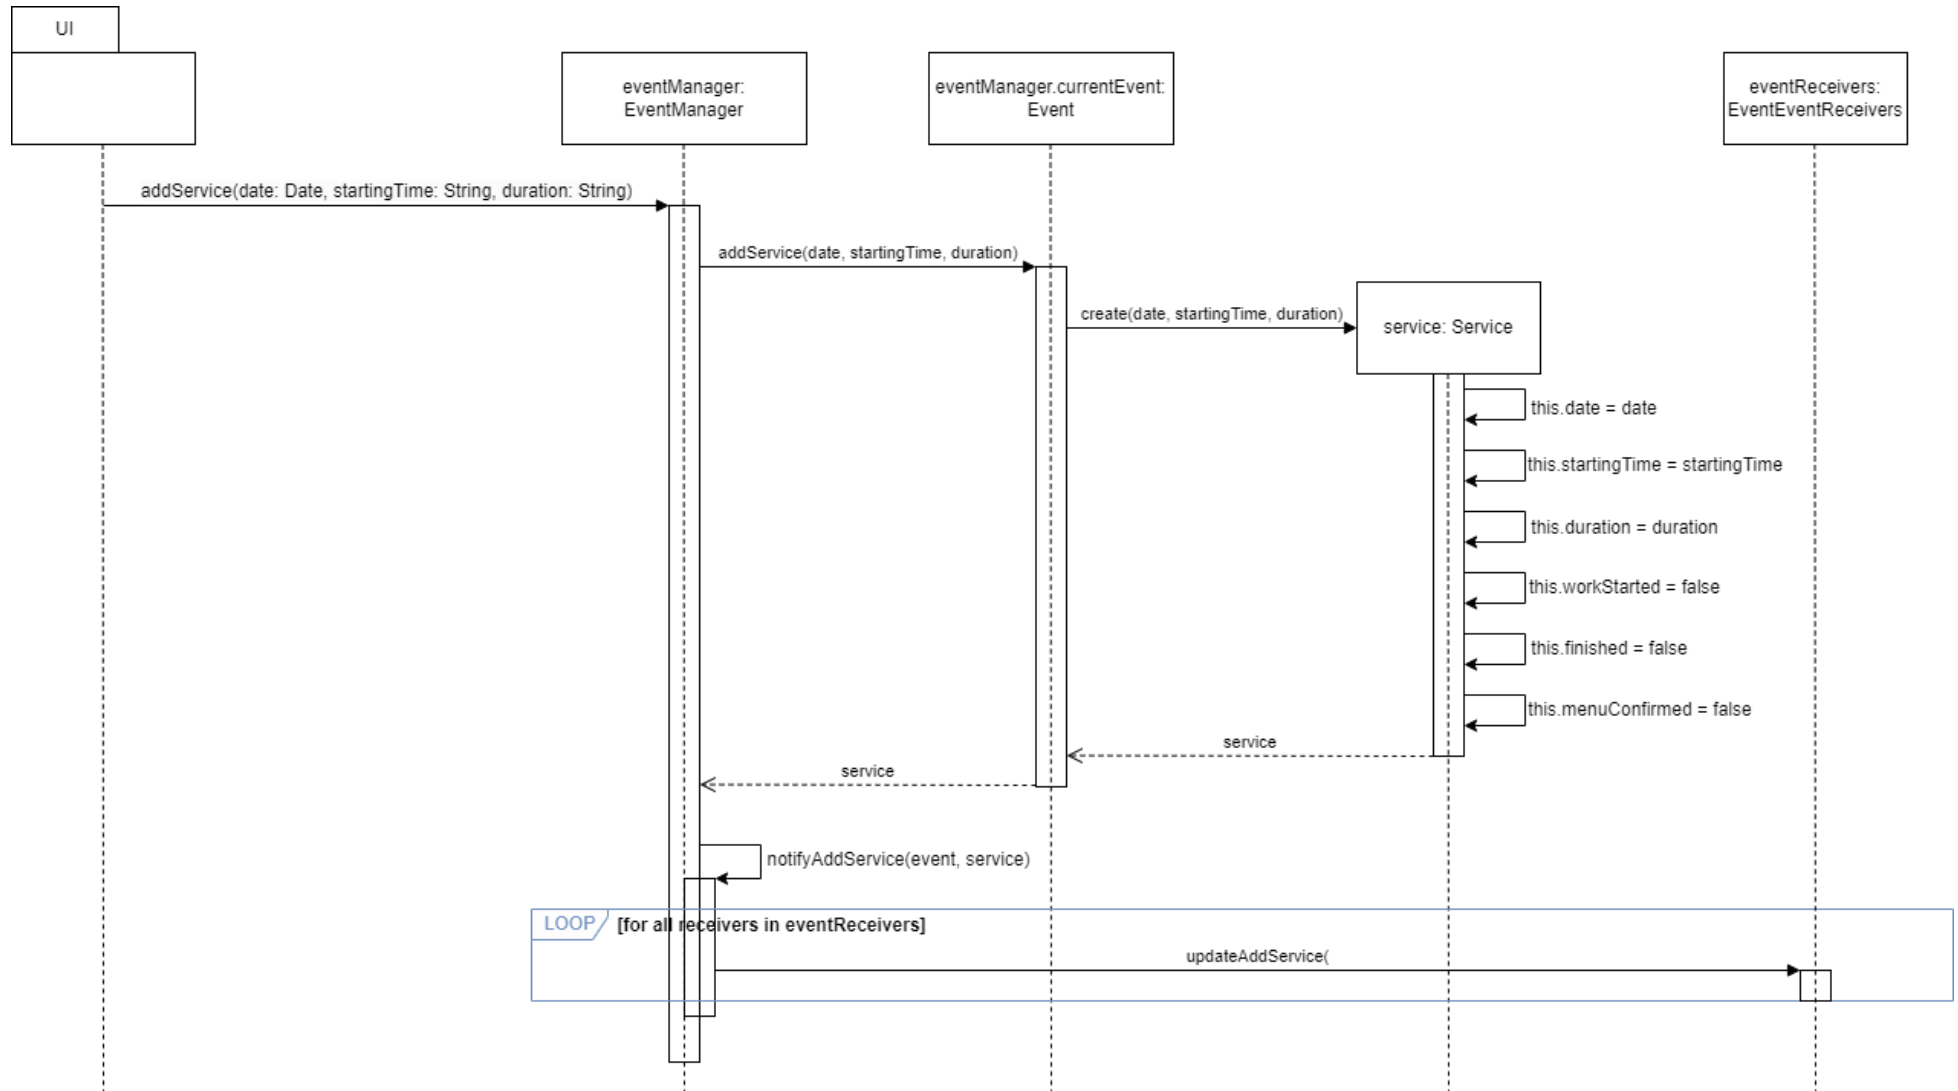 UI
eventManager:
EventManager
eventManager.currentEvent:
Event
eventReceivers:
EventEventReceivers
addService(date: Date, startingTime: String, duration: String)
addService(date, startingTime, duration)
create(date, startingTime, duration)
service: Service
this.date = date
this.startingTime = startingTime
this.duration = duration
this.workStarted = false
this.finished = false
this.menuConfirmed = false
service
service
notifyAddService(event, service)
LOOP
[for all receivers in eventReceivers]
updateAddService(